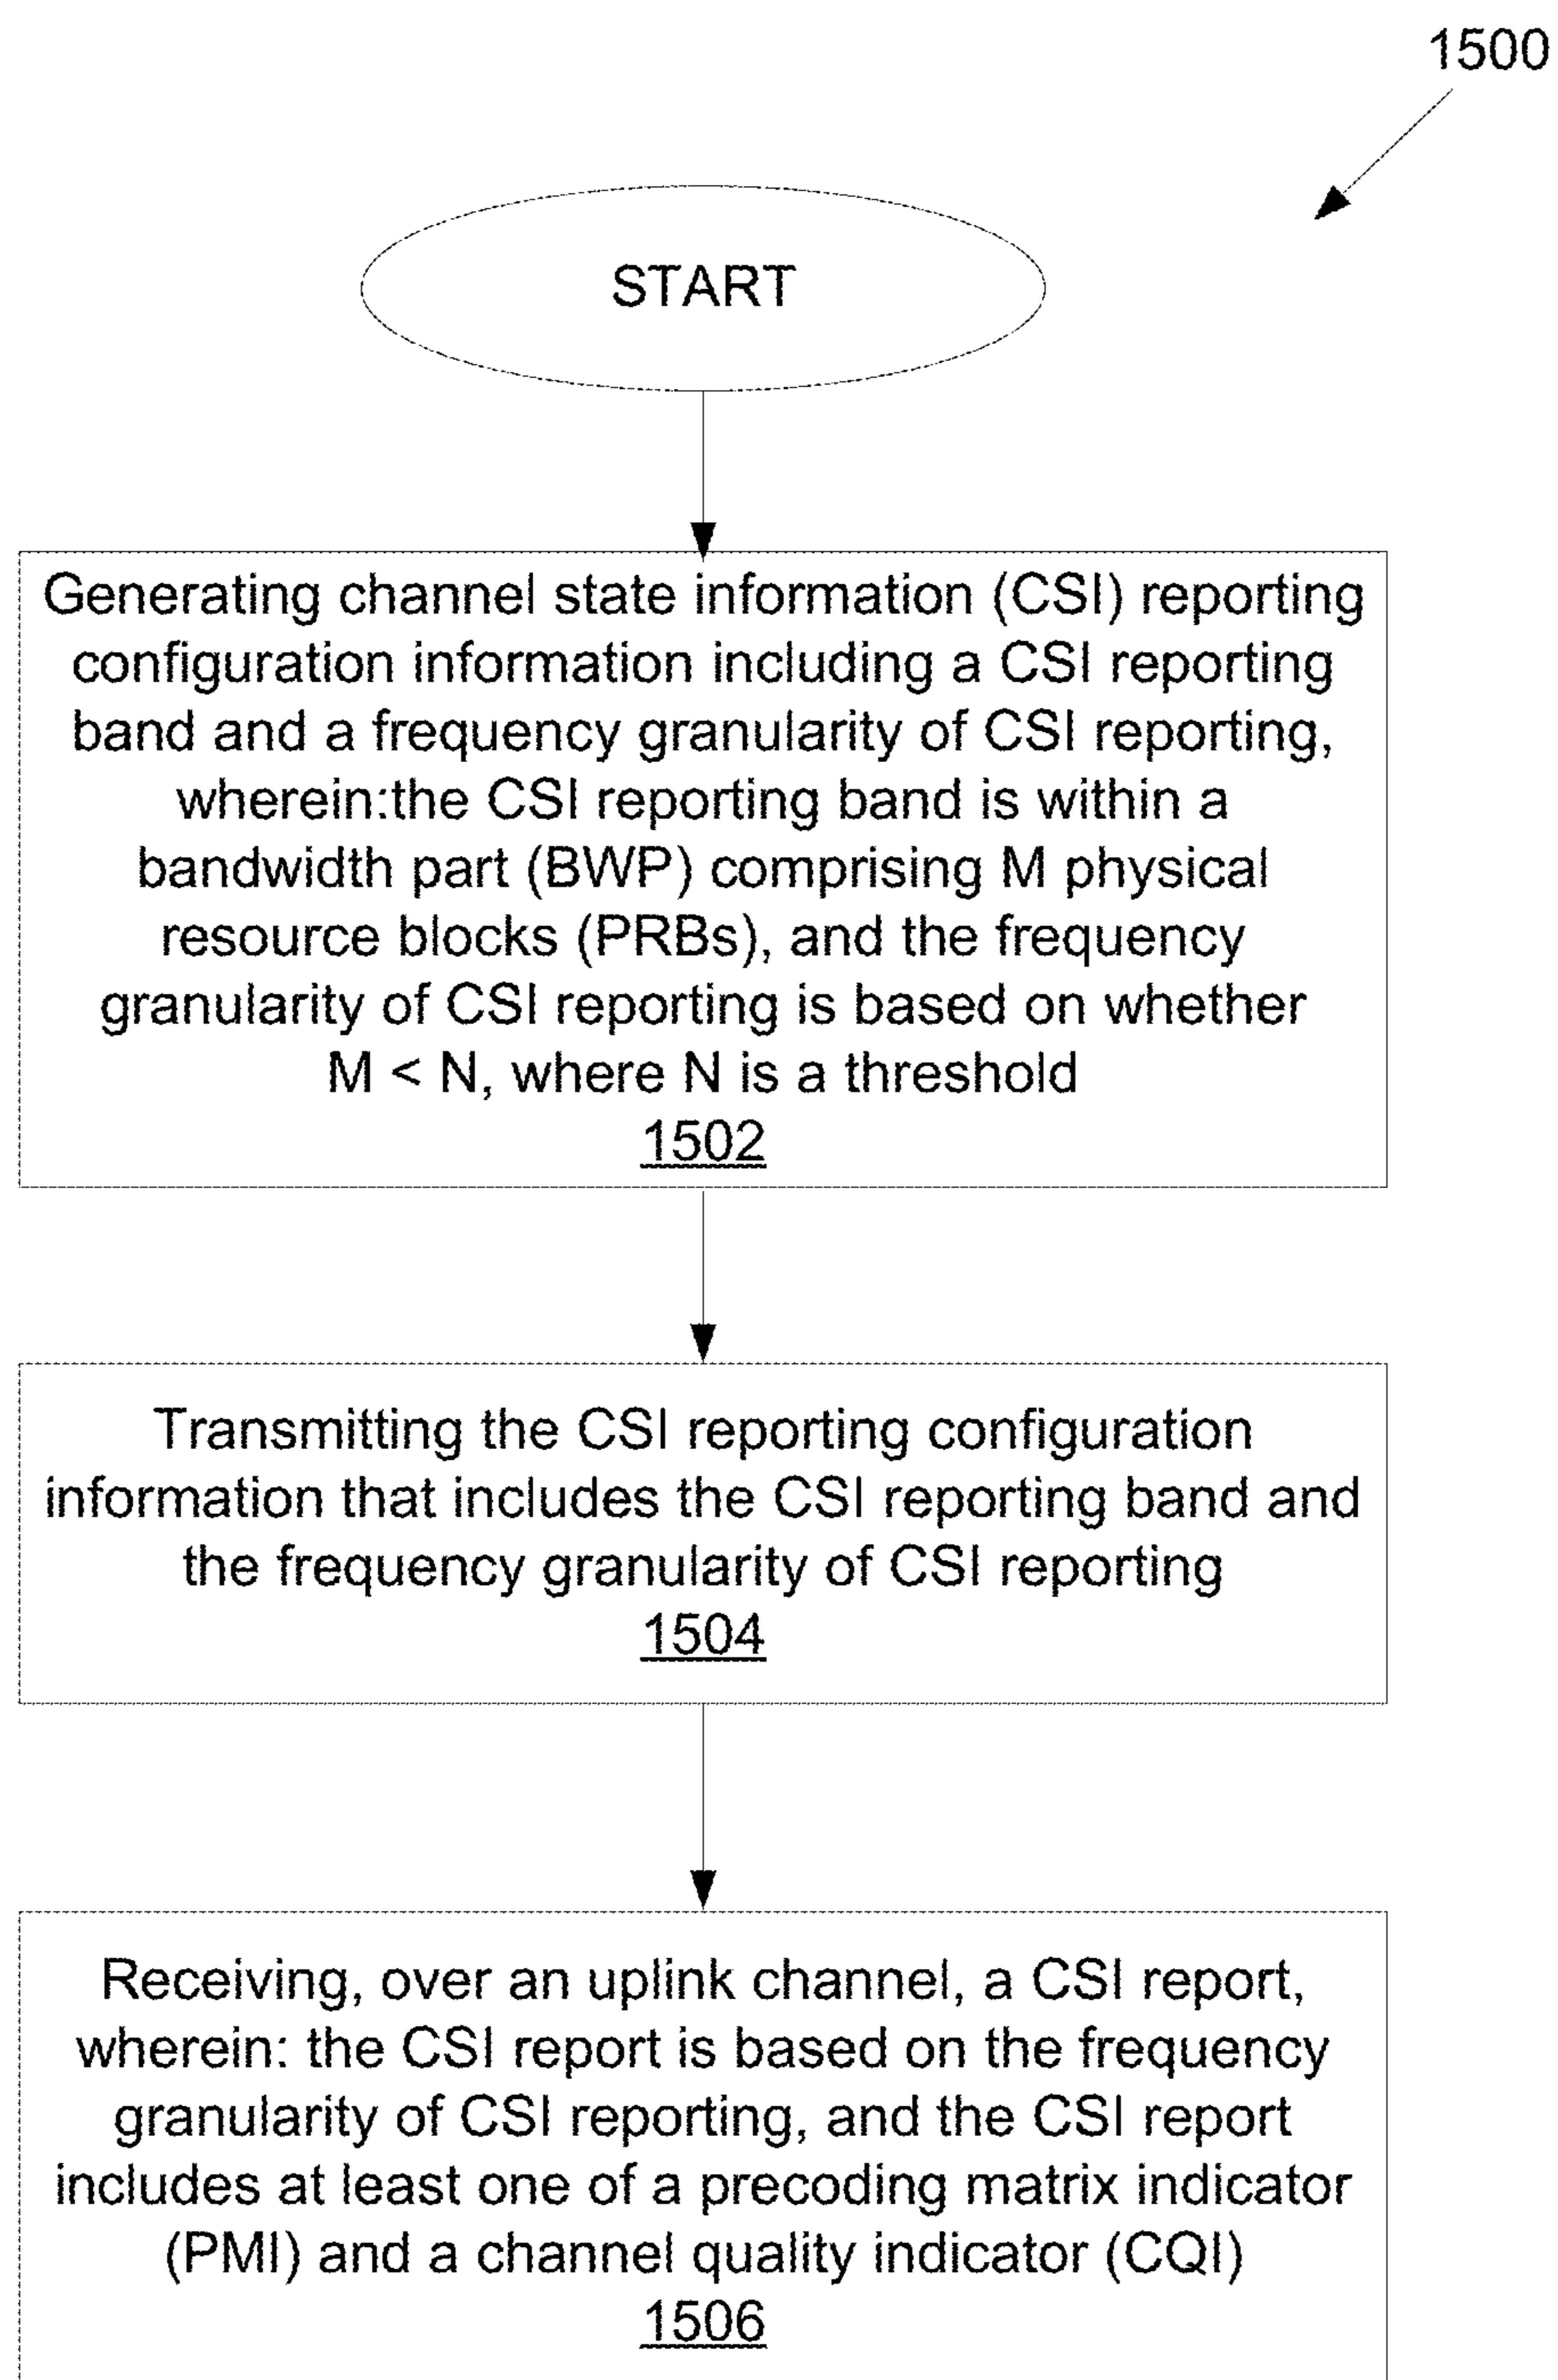 1500
START
Generating channel state information (CSI) reporting
configuration information including a CSI reporting
band and a frequency granularity of CSI reporting,
wherein:the CSI reporting band is within a
bandwidth part (BWP) comprising M physical
resource blocks (PRBs), and the frequency
granularity of CSI reporting is based on whether
M < N, where N is a threshold
1502
Transmitting the CSI reporting configuration
information that includes the CSI reporting band and
the frequency granularity of CSI reporting
1504
Receiving, over an uplink channel, a CSI report,
wherein: the CSI report is based on the frequency
granularity of CSI reporting, and the CSI report
includes at least one of a precoding matrix indicator
(PMI) and a channel quality indicator (CQI)
1506